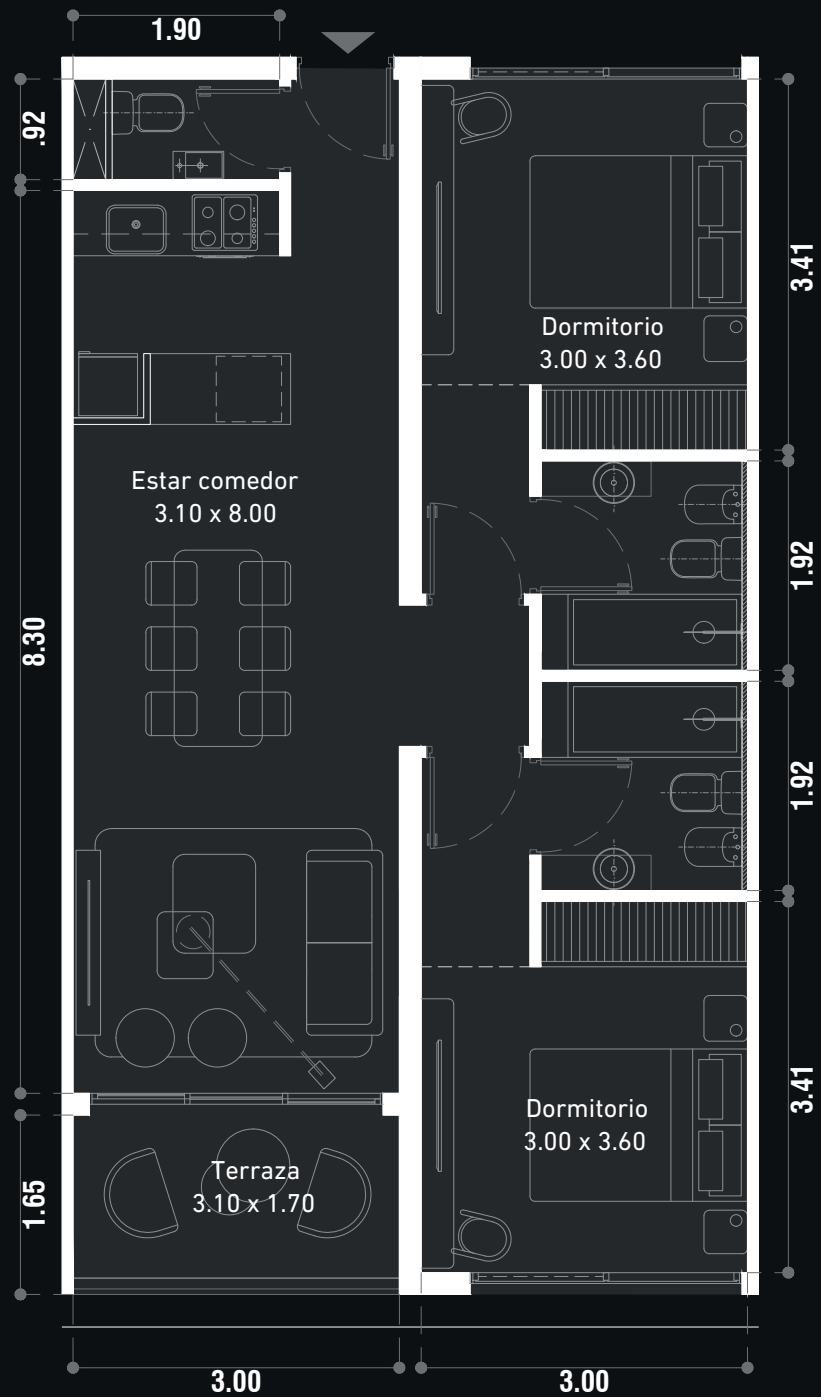 1.90
.92
3.41
Dormitorio
3.00 x 3.60
Estar comedor
3.10 x 8.00
1.92
8.30
1.92
3.41
Dormitorio
3.00 x 3.60
Terraza
3.10 x 1.70
1.65
3.00
3.00